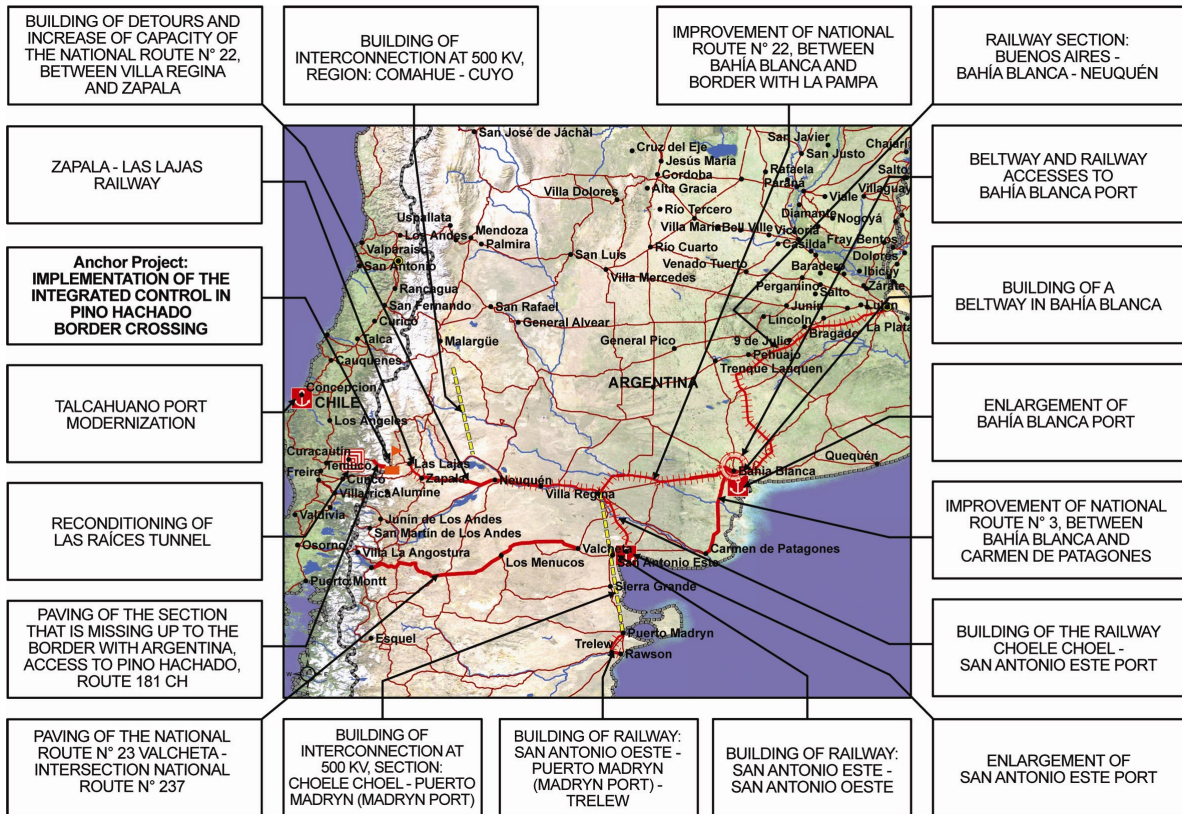 BUILDING OF DETOURS AND
INCREASE OF CAPACITY OF
THE NATIONAL ROUTE N° 22,
BETWEEN VILLA REGINA
AND ZAPALA
BUILDING OF
INTERCONNECTION AT 500 KV,
REGION: COMAHUE - CUYO
IMPROVEMENT OF NATIONAL
ROUTE N° 22, BETWEEN
BAHÍA BLANCA AND
BORDER WITH LA PAMPA
RAILWAY SECTION:
BUENOS AIRES -
BAHÍA BLANCA - NEUQUÉN
ZAPALA - LAS LAJAS
RAILWAY
Anchor Project:
IMPLEMENTATION OF THE
INTEGRATED CONTROL IN
PINO HACHADO
BORDER CROSSING
TALCAHUANO PORT
MODERNIZATION
RECONDITIONING OF
LAS RAÍCES TUNNEL
PAVING OF THE SECTION
THAT IS MISSING UP TO THE
BORDER WITH ARGENTINA,
ACCESS TO PINO HACHADO,
ROUTE 181 CH
San José de Jáchal
Cruz del Eje
Jesús María
Cordoba
Alta Gracia
Villa Dolores
Río Tercero
Villa María
Bell Ville
San Javier
San Justo
Rafaela
Paraná
Chajarí
Salto
Villaguay
Viale
Diamante
Nogoyá
Victoria
Casilda
Fray Bentos
Dolores
Ibicuy
Baradero
Zárate
Pergamino
Salto
Junín
Luján
Lincoln
Bragado
La Plata
9 de Julio
Pehuajo
Trenque Lauquen
Uspallata
Los Andes
Mendoza
Palmira
Valparaiso
San Antonio
San Luis
Río Cuarto
Venado Tuerto
Villa Mercedes
Rancagua
San Fernando
San Rafael
Curicó
General Alvear
Talca
Malargüe
General Pico
Cauquenes
ARGENTINA
Concepcion
CHILE
Los Angeles
Curacautín
Temuco
Freire
Cunco
Villarrica
Las Lajas
Zapala
Alumine
Neuquén
Villa Regina
Bahia Blanca
Quequén
Valdivia
Junín de Los Andes
San Martín de Los Andes
Osorno
Villa La Angostura
Los Menucos
Valcheta
San Antonio Este
Carmen de Patagones
Puerto Montt
Sierra Grande
Esquel
Puerto Madryn
Trelew
Rawson
BELTWAY AND RAILWAY
ACCESSES TO
BAHÍA BLANCA PORT
BUILDING OF A
BELTWAY IN BAHÍA BLANCA
ENLARGEMENT OF
BAHÍA BLANCA PORT
IMPROVEMENT OF NATIONAL
ROUTE N° 3, BETWEEN
BAHÍA BLANCA AND
CARMEN DE PATAGONES
BUILDING OF THE RAILWAY
CHOELE CHOEL -
SAN ANTONIO ESTE PORT
PAVING OF THE NATIONAL
ROUTE N° 23 VALCHETA -
INTERSECTION NATIONAL
ROUTE N° 237
BUILDING OF
INTERCONNECTION AT
500 KV, SECTION:
CHOELE CHOEL - PUERTO
MADRYN (MADRYN PORT)
BUILDING OF RAILWAY:
SAN ANTONIO OESTE -
PUERTO MADRYN
(MADRYN PORT) -
TRELEW
BUILDING OF RAILWAY:
SAN ANTONIO ESTE -
SAN ANTONIO OESTE
ENLARGEMENT OF
SAN ANTONIO ESTE PORT